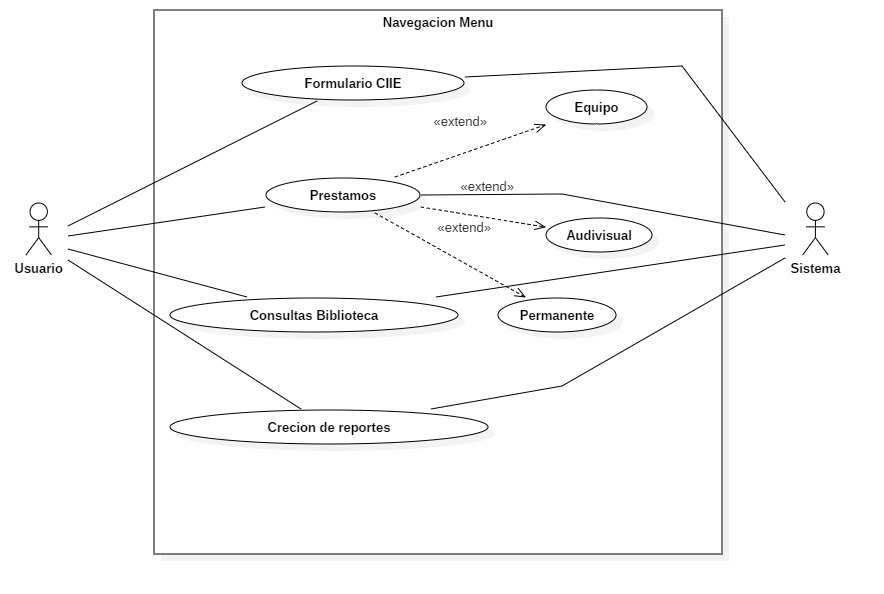 Navegacion Menu
Formulario CIIE
Equipo
«extend»
Prestamos
«extend»
«extend»
Audivisual
Usuario
Sistema
Consultas Biblioteca
Permanente
Crecion de reportes